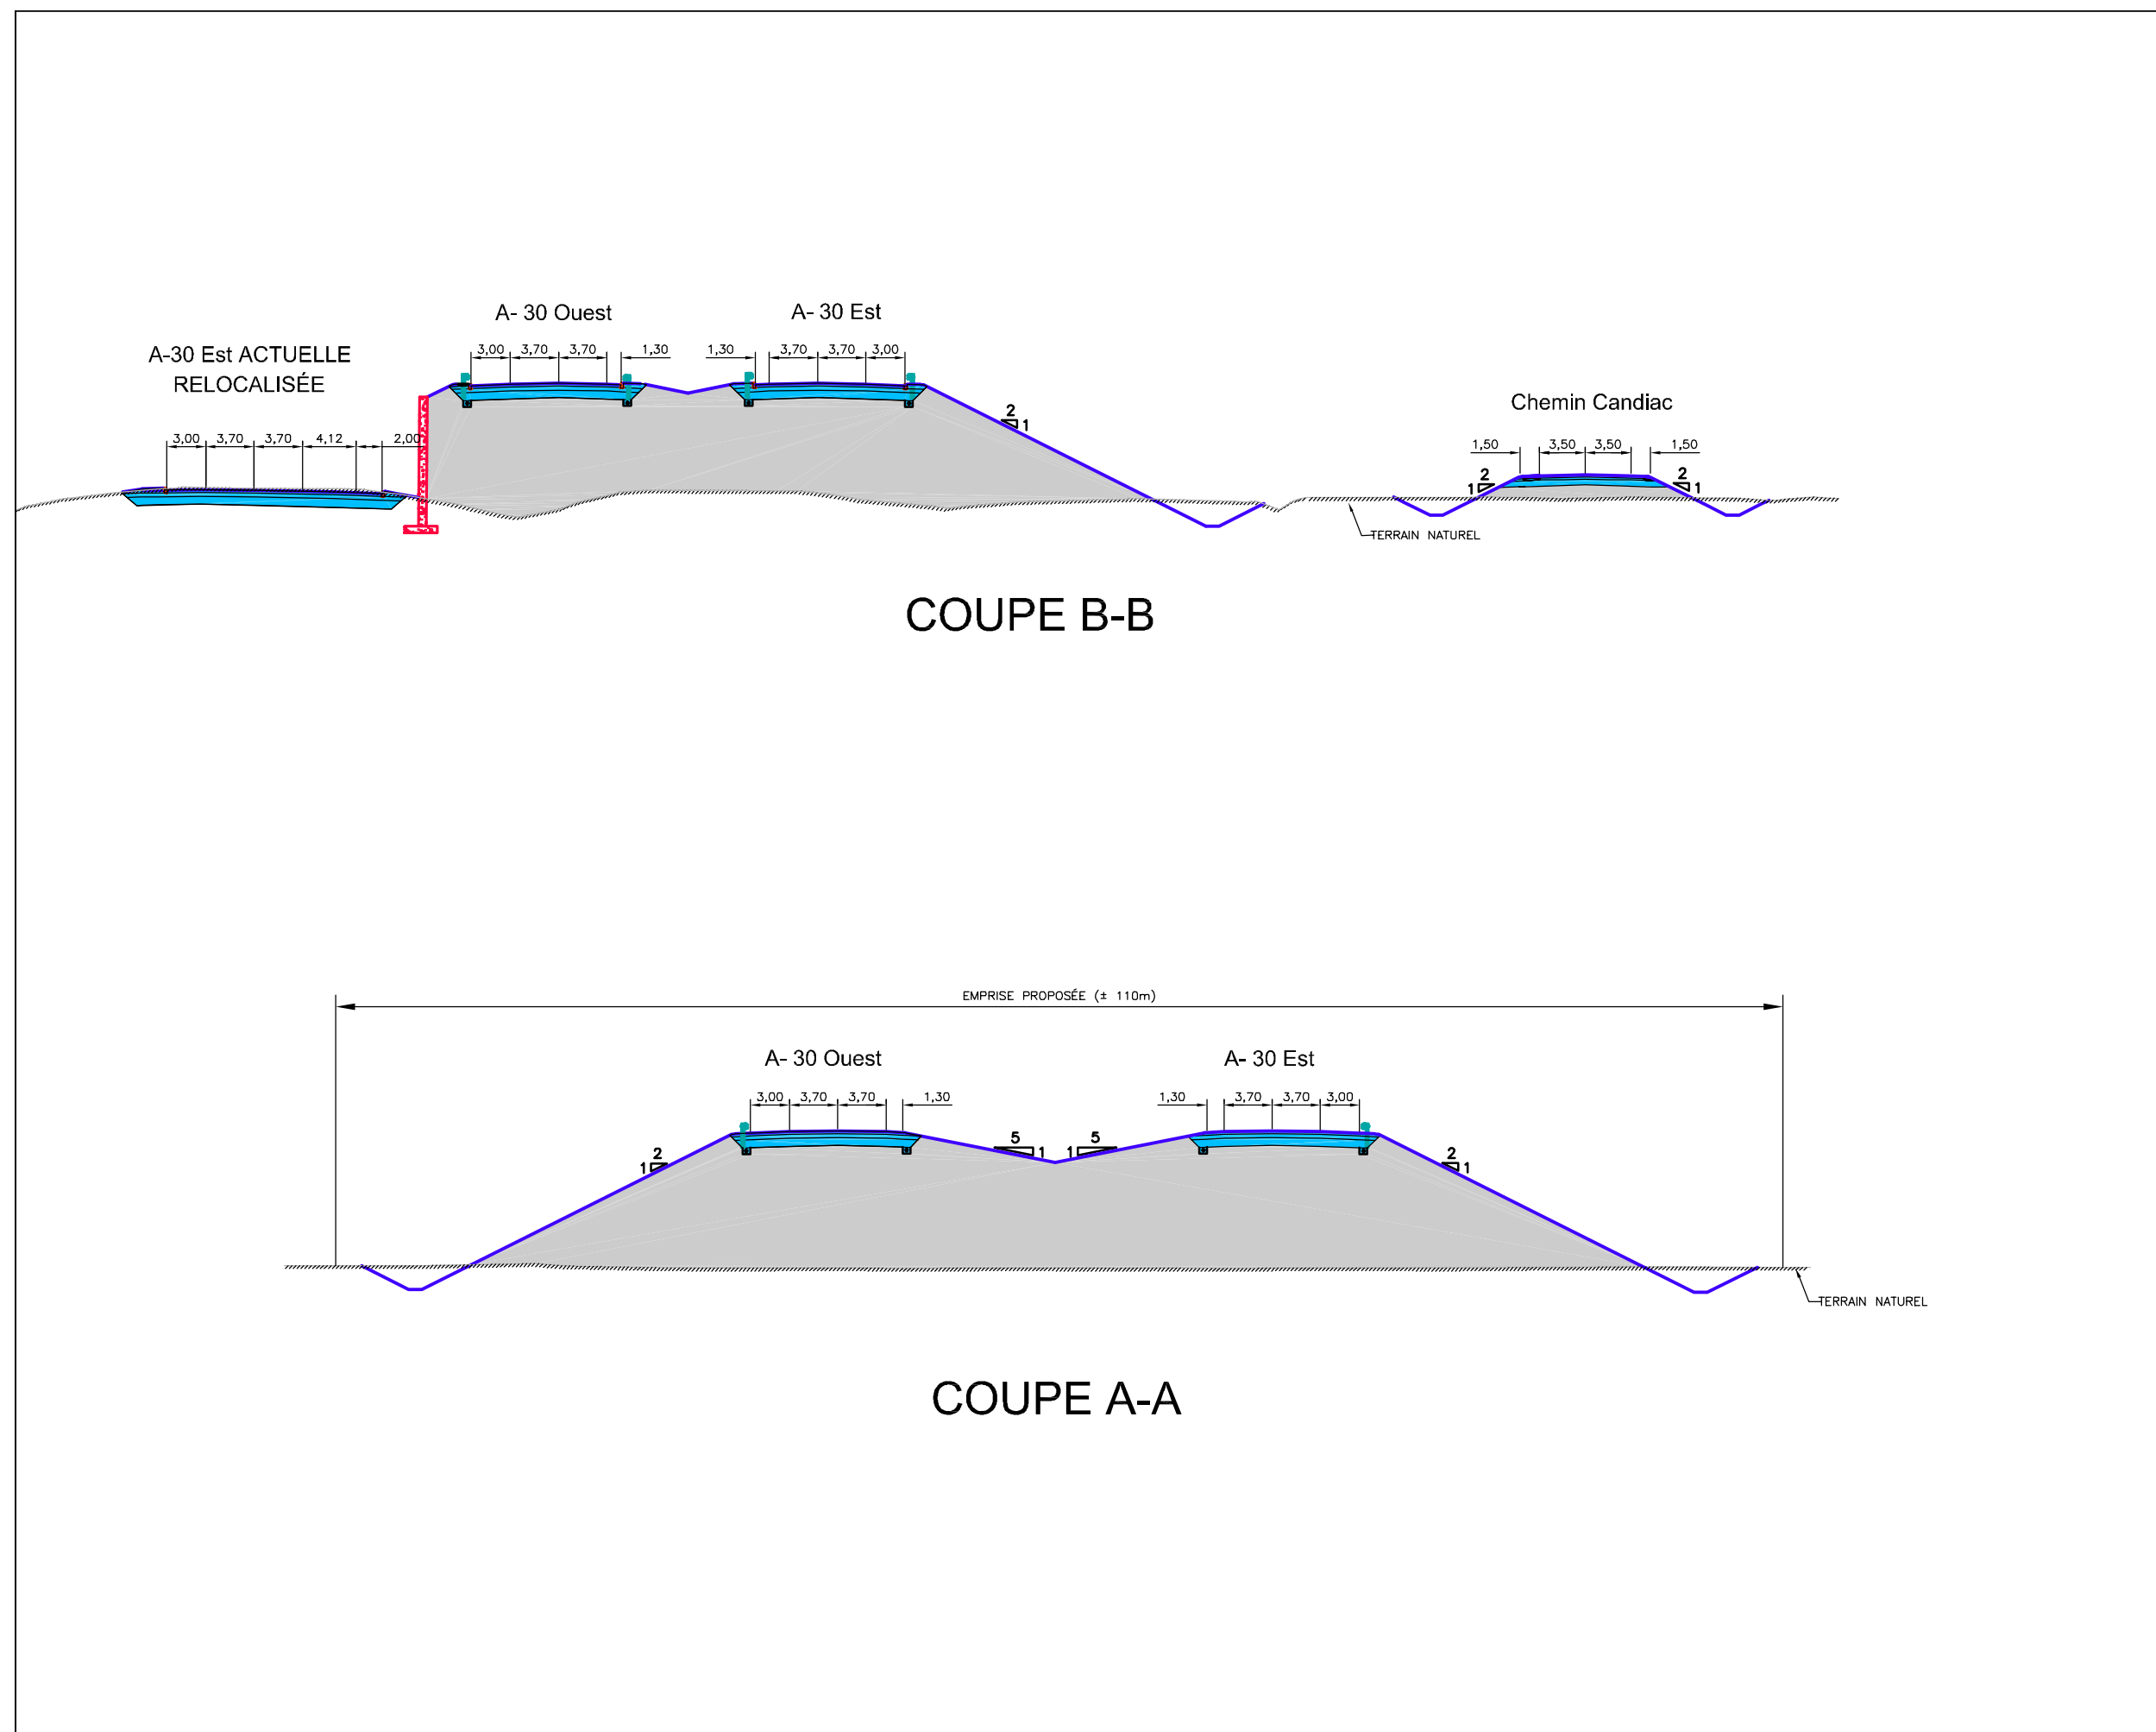 A- 30 Ouest
A- 30 Est
A-30 Est ACTUELLE
RELOCALISÉE
3,00 3,70 3,70 1,30
1,30 3,70 3,70 3,00
Chemin Candiac
2
1
3,00 3,70 3,70 4,12 2,00
1,50 3,50 3,50 1,50
2
1
2
1
TERRAIN NATUREL
COUPE B-B
EMPRISE PROPOSÉE (± 110m)
A- 30 Ouest
A- 30 Est
3,00 3,70 3,70 1,30
1,30 3,70 3,70 3,00
2
1
5
1
5
1
2
1
TERRAIN NATUREL
COUPE A-A